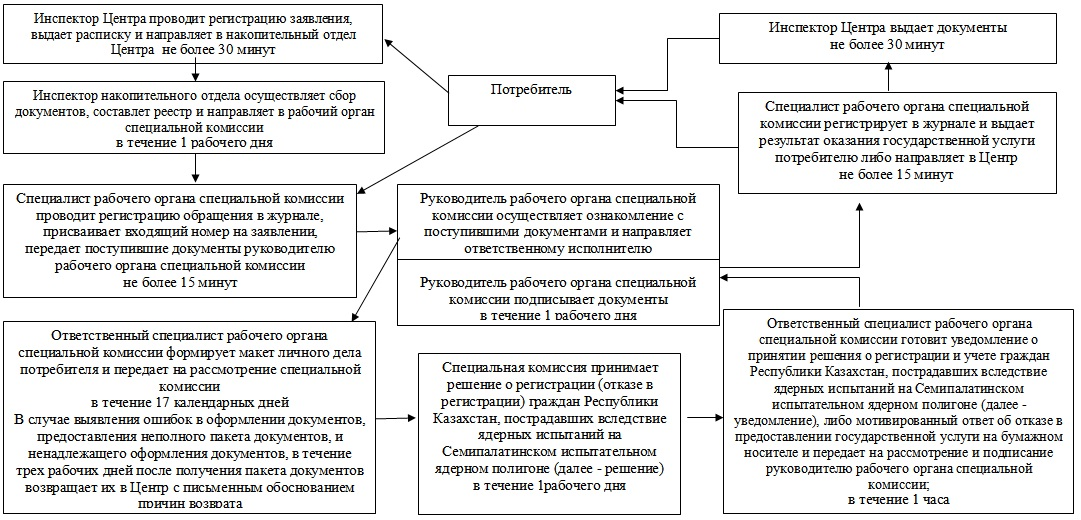 Инспектор Центра проводит регистрацию заявления,
выдает расписку и направляет в накопительный отдел
Центра не более 30 минут
Инспектор накопительного отдела осуществляет сбор
документов, составлет реестр и направляет в рабочий орган
специальной комиссии
в течение 1 рабочего дня
Потребитель
Инспектор Центра выдает документы
не более 30 минут
Специалист рабочего органа специальной
комиссии регистрирует в журнале и выдает
результат оказания государственной услуги
потребителю либо направляет в Центр
не более 15 минут
Специалист рабочего органа специальной комиссии
проводит регистрацию обращения в журнале,
присваивает входящий номер на заявлении,
передает поступившие документы руководителю
рабочего органа специальной комиссии
не более 15 минут
Руководитель рабочего органа специальной
комиссии осуществляет ознакомление с
поступившими документами и направляет
ответственному исполнителю
Руководитель рабочего органа специальной
комиссии подписывает документы
в течение 1 рабочего дня
Ответственный специалист рабочего органа
специальной комиссии формирует макет личного дела
потребителя и передает на рассмотрение специальной
комиссии
в течение 17 календарных дней
В случае выявления ошибок в оформлении документов,
предоставления неполного пакета документов, и
ненадлежащего оформления документов, в течение
трех рабочих дней после получения пакета документов
возвращает их в Центр с письменным обоснованием
причин возврата
Специальная комиссия принимает
решение о регистрации (отказе в
регистрации) граждан Республики
Казахстан, пострадавших вследствие
ядерных испытаний на
Семипалатинском испытательном
ядерном полигоне (далее - решение)
в течение 1рабочего дня
Ответственный специалист рабочего органа
специальной комиссии готовит уведомление о
принятии решения о регистрации и учете граждан
Республики Казахстан, пострадавших вследствие
ядерных испытаний на Семипалатинском
испытательном ядерном полигоне (далее -
уведомление), либо мотивированный ответ об отказе в
предоставлении государственной услуги на бумажном
носителе и передает на рассмотрение и подписание
руководителю рабочего органа специальной
комиссии;
в течение 1 часа